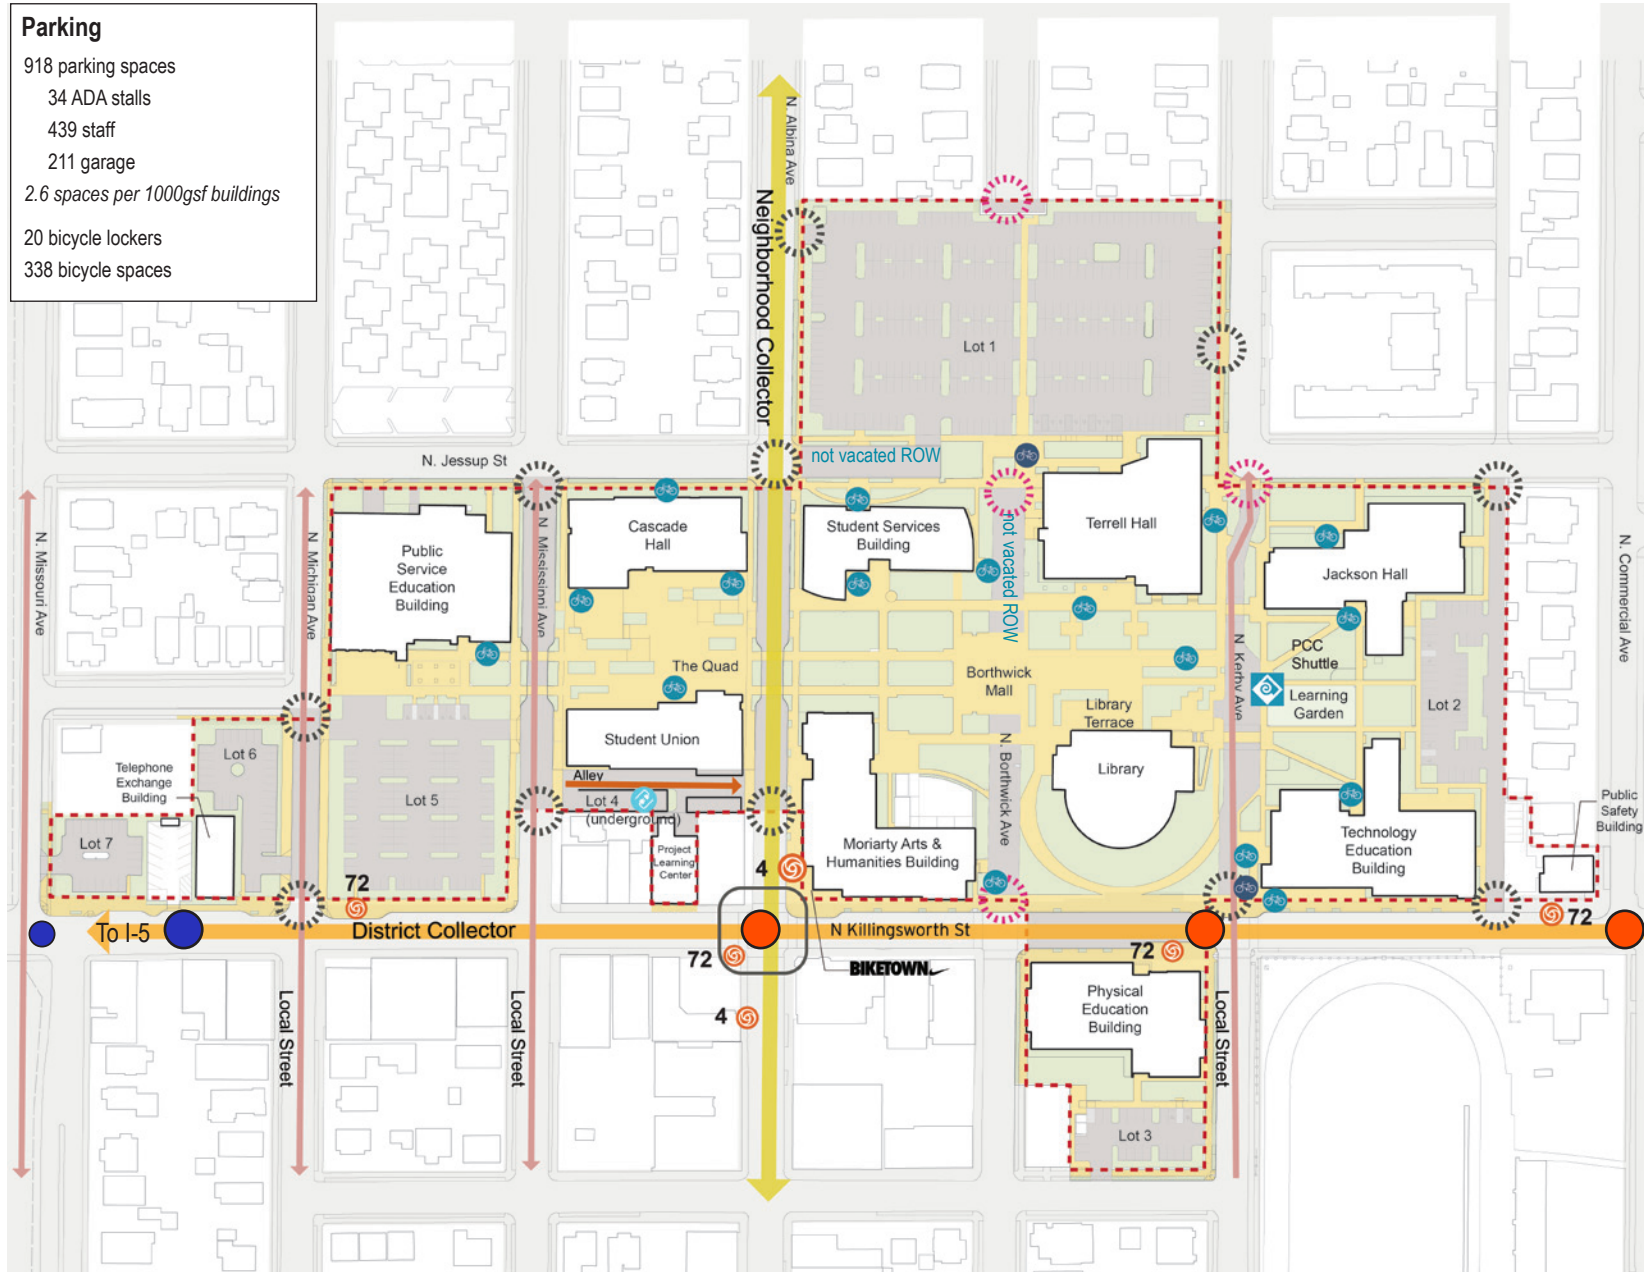 Parking
918 parking spaces
34 ADA stalls
439 staff
211 garage
2.6 spaces per 1000gsf buildings
20 bicycle lockers
338 bicycle spaces
N. Albina Ave
Neighborhood Collector
Lot 1
N. Jessup St
not vacated ROW
not vacated ROW
N. Missouri Ave
N. Michigan Ave
N. Mississippi Ave
N. Kerby Ave
N. Commercial Ave
N. Borthwick Ave
Public
Service
Education
Building
Cascade
Hall
Student Services
Building
Terrell Hall
Jackson Hall
The Quad
Borthwick
Mall
PCC
Shuttle
Learning
Garden
Library
Terrace
Lot 2
Student Union
Library
Telephone
Exchange
Building
Lot 6
Lot 5
Alley
Lot 4
(underground)
Lot 7
Project
Learning
Center
Moriarty Arts &
Humanities Building
Technology
Education
Building
Public
Safety
Building
4
72
72
To I-5
District Collector
N Killingsworth St
72
72
BIKETOWN
4
Physical
Education
Building
Local Street
Local Street
Local Street
Lot 3